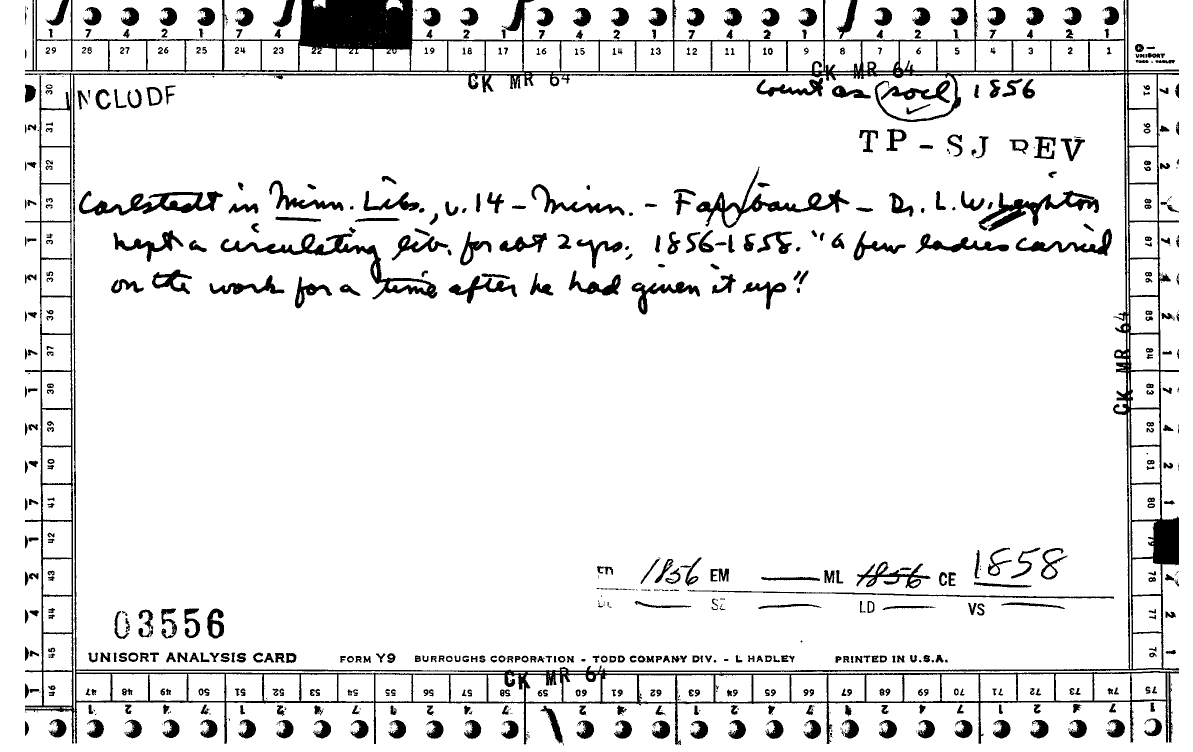 1 7 4 2 1 7 4 4 2 1 7 4 2 1 7 4 2 1 7 4 2 1 7 4 2 1
29 28 27 26 25 24 23 22 21 20 19 18 17 16 15 14 13 12 11 10 9 8 7 6 5 4 3 2 1
UNISORT
TODD - HADLEY
CK MR 64
CK MR 64
INCLUDE
count as socl, 1856
TP - SJ REV
Carlstedt in Minn. Libs., v. 14 - Minn. - Faribault - Dr. L. W. Leighton
kept a circulating lib. for abt 2 yrs, 1856-1858. "a few ladies carried
on the work for a time after he had given it up"
30 31 32 33 34 35 36 37 38 39 40 41 42 43 44 45 46
91 90 89 88 87 86 85 84 83 82 81 80 79 78 77 76
CK MR 64
1856 EM — ML 1856 CE 1858
— SZ — LD — VS —
03556
UNISORT ANALYSIS CARD FORM Y9 BURROUGHS CORPORATION - TODD COMPANY DIV. - L HADLEY PRINTED IN U.S.A.
CK MR 64
47 48 49 50 51 52 53 54 55 56 57 58 59 60 61 62 63 64 65 66 67 68 69 70 71 72 73 74 75